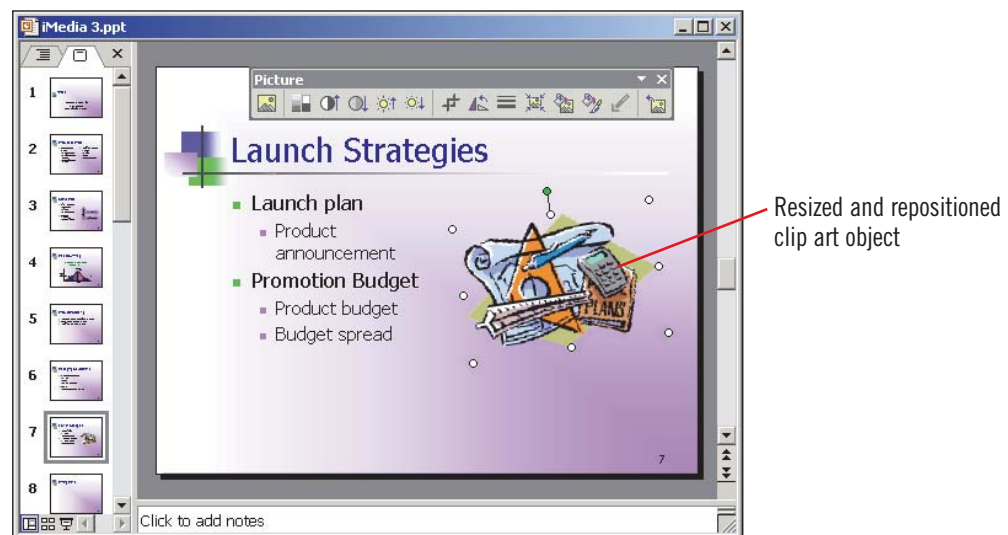 iMedia 3.ppt
Picture
1
2
3
4
5
6
7
8
Launch Strategies
Launch plan
Product
announcement
Promotion Budget
Product budget
Budget spread
PLANS
7
Click to add notes
Resized and repositioned
clip art object